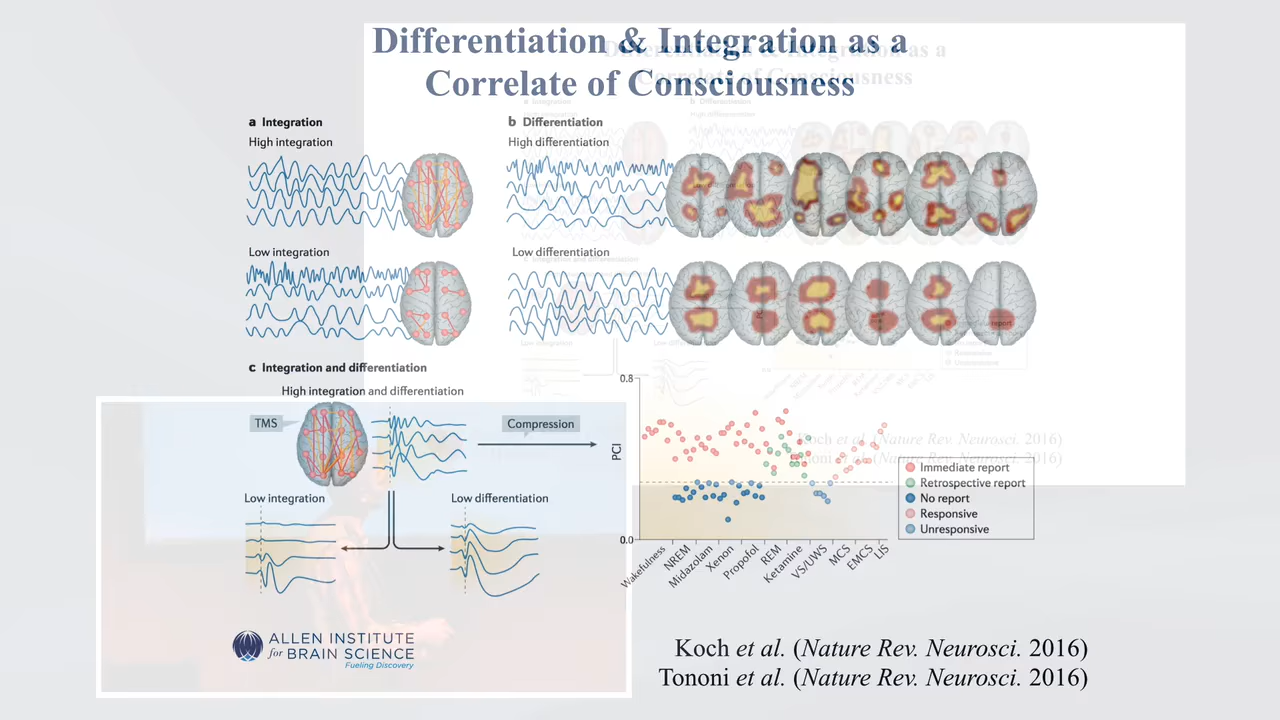 Differentiation & Integration as a
Correlate of Consciousness
a Integration
High integration
Low integration
b Differentiation
High differentiation
Low differentiation
c Integration and differentiation
High integration and differentiation
TMS
Compression
Low integration
Low differentiation
0.8
PCI
0.0
Wakefulness
NREM
Midazolam
Xenon
Propofol
REM
Ketamine
VS/UWS
MCS
EMCS
LIS
Immediate report
Retrospective report
No report
Responsive
Unresponsive
ALLEN INSTITUTE
for BRAIN SCIENCE
Fueling Discovery
Koch et al. (Nature Rev. Neurosci. 2016)
Tononi et al. (Nature Rev. Neurosci. 2016)